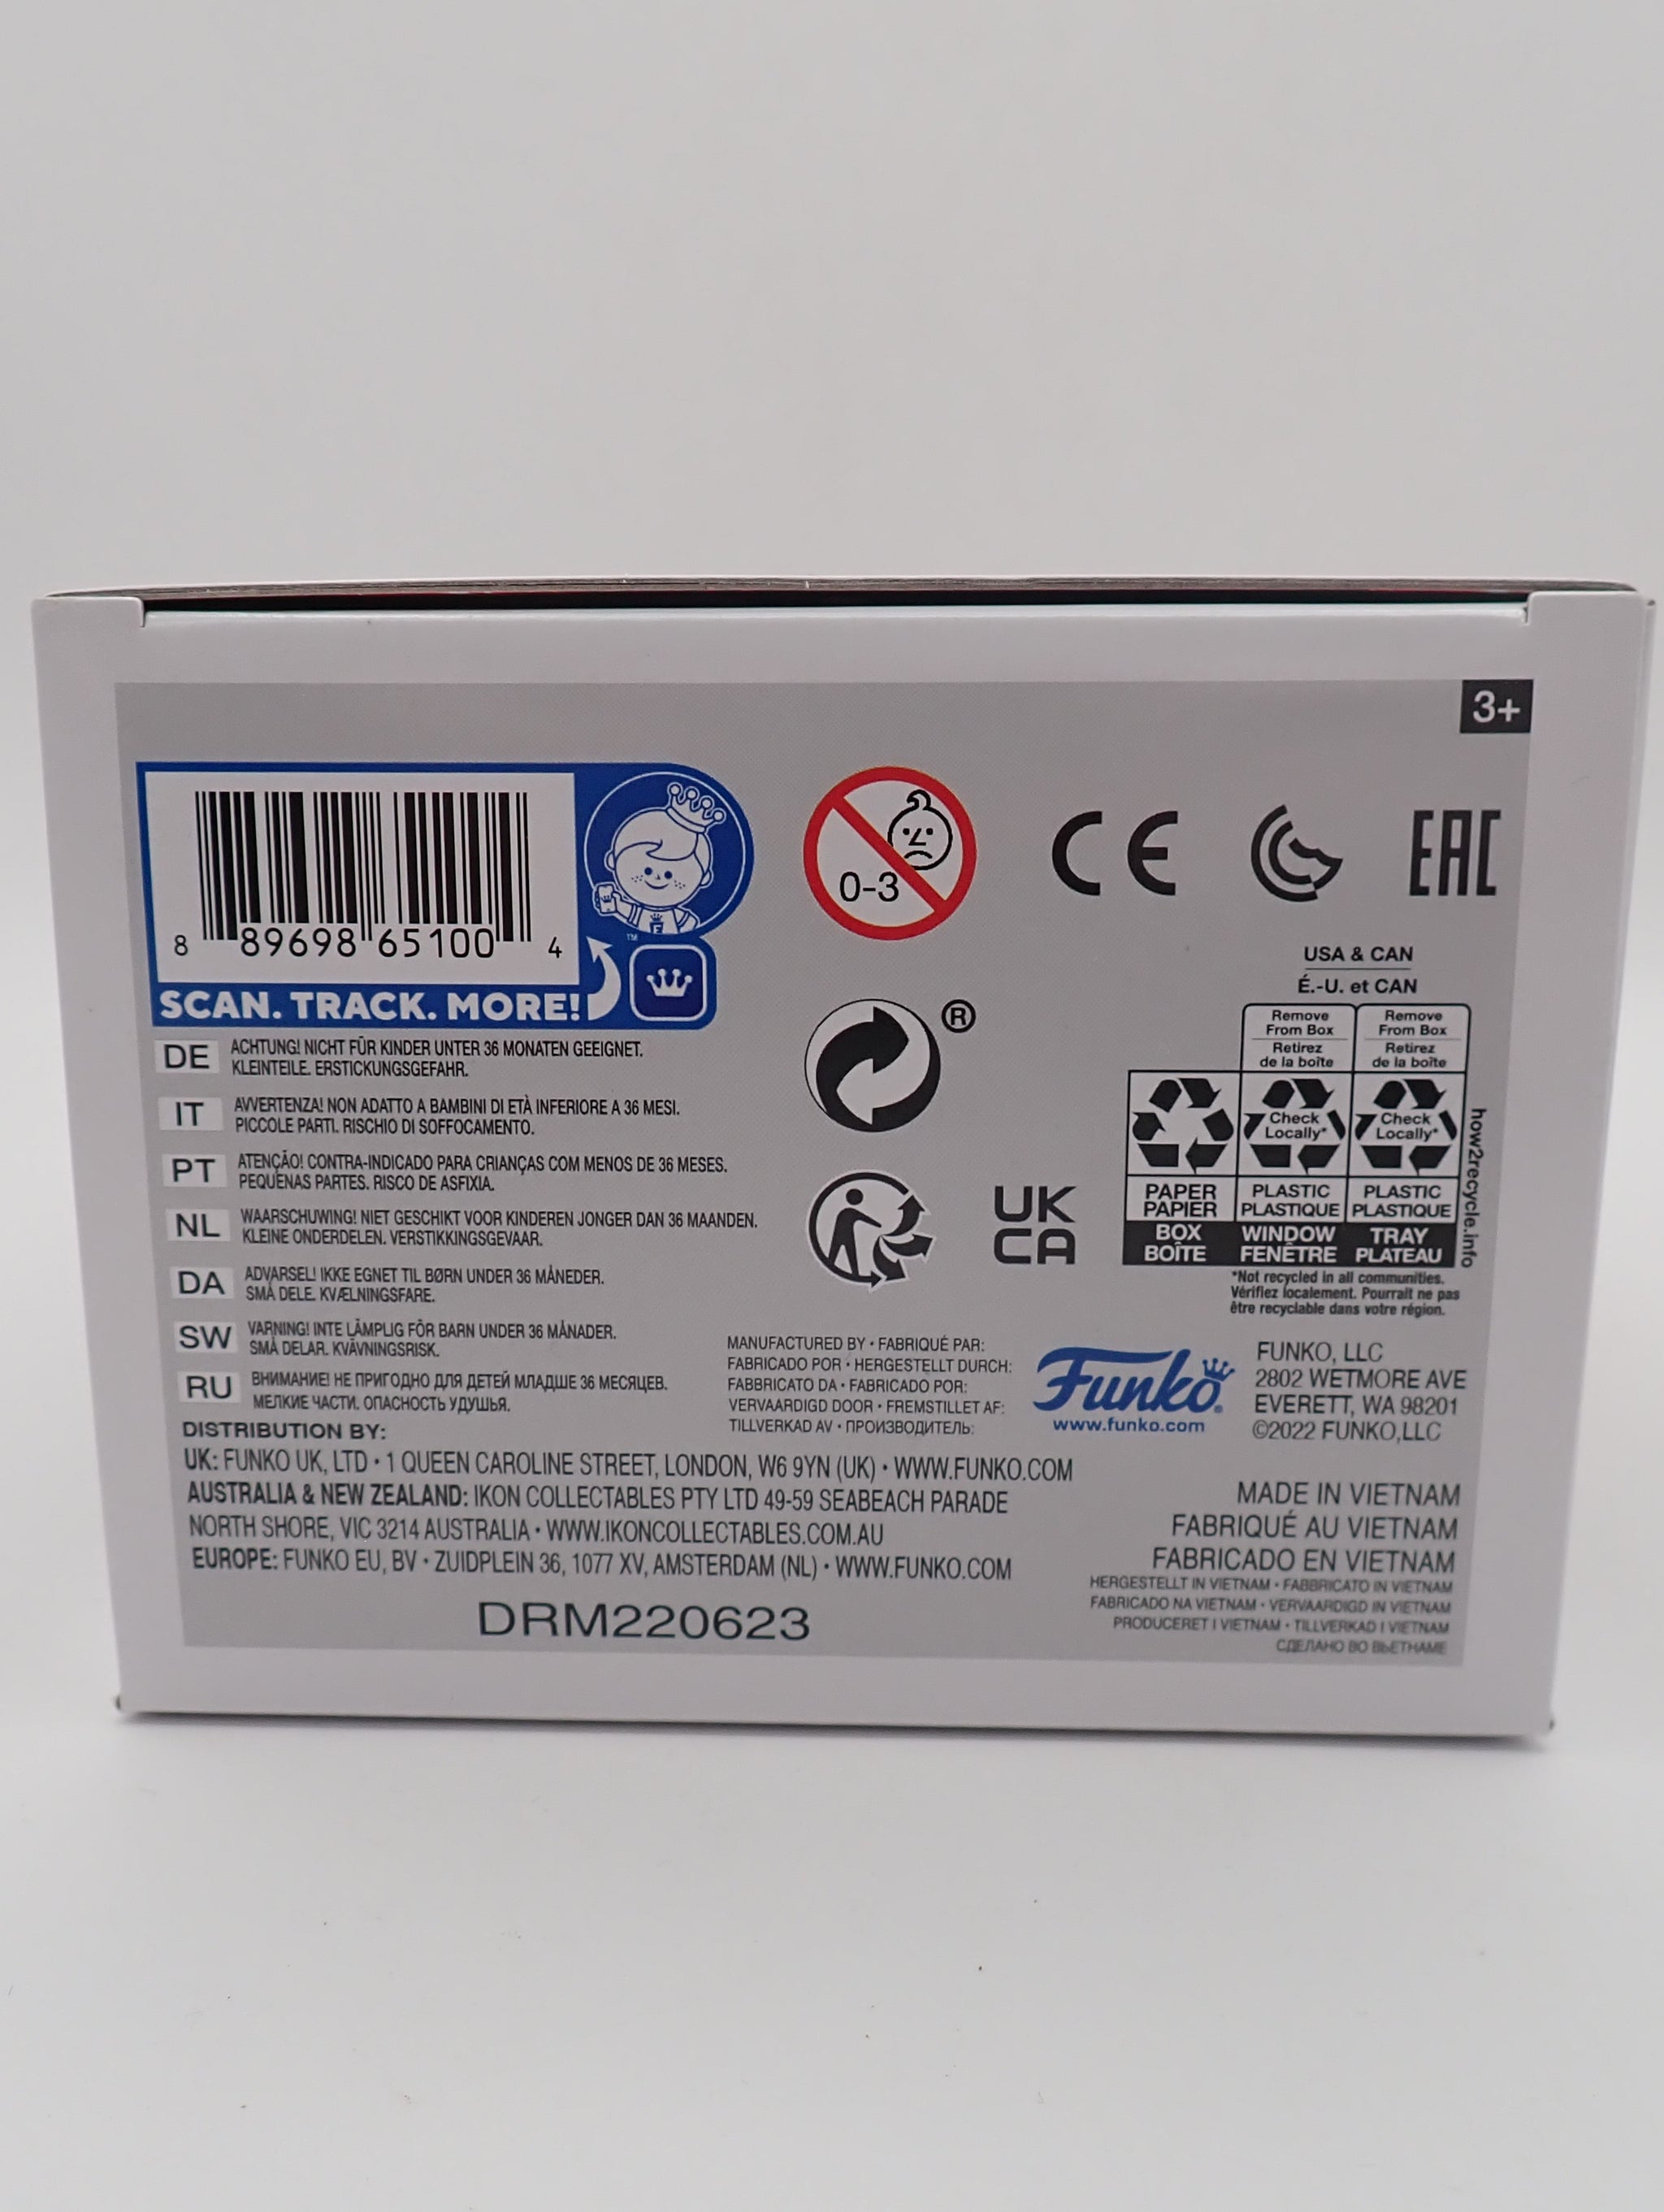 3+
8 89698 65100 4
™
SCAN. TRACK. MORE!
0-3
CE
EAC
®
DE ACHTUNG! NICHT FÜR KINDER UNTER 36 MONATEN GEEIGNET.
KLEINTEILE. ERSTICKUNGSGEFAHR.
IT AVVERTENZA! NON ADATTO A BAMBINI DI ETÀ INFERIORE A 36 MESI.
PICCOLE PARTI. RISCHIO DI SOFFOCAMENTO.
PT ATENÇÃO! CONTRA-INDICADO PARA CRIANÇAS COM MENOS DE 36 MESES.
PEQUENAS PARTES. RISCO DE ASFIXIA.
NL WAARSCHUWING! NIET GESCHIKT VOOR KINDEREN JONGER DAN 36 MAANDEN.
KLEINE ONDERDELEN. VERSTIKKINGSGEVAAR.
DA ADVARSEL! IKKE EGNET TIL BØRN UNDER 36 MÅNEDER.
SMÅ DELE. KVÆLNINGSFARE.
SW VARNING! INTE LÄMPLIG FÖR BARN UNDER 36 MÅNADER.
SMÅ DELAR. KVÄVNINGSRISK.
RU ВНИМАНИЕ! НЕ ПРИГОДНО ДЛЯ ДЕТЕЙ МЛАДШЕ 36 МЕСЯЦЕВ.
МЕЛКИЕ ЧАСТИ. ОПАСНОСТЬ УДУШЬЯ.
UK
CA
USA & CAN
É.-U. et CAN
Remove From Box Retirez de la boîte
Remove From Box Retirez de la boîte
Check Locally*
Check Locally*
PAPER PAPIER
PLASTIC PLASTIQUE
PLASTIC PLASTIQUE
BOX BOÎTE
WINDOW FENÊTRE
TRAY PLATEAU
how2recycle.info
*Not recycled in all communities.
Vérifiez localement. Pourrait ne pas
être recyclable dans votre région.
MANUFACTURED BY • FABRIQUÉ PAR:
FABRICADO POR • HERGESTELLT DURCH:
FABBRICATO DA • FABRICADO POR:
VERVAARDIGD DOOR • FREMSTILLET AF:
TILLVERKAD AV • ПРОИЗВОДИТЕЛЬ:
Funko®
www.funko.com
FUNKO, LLC
2802 WETMORE AVE
EVERETT, WA 98201
©2022 FUNKO,LLC
DISTRIBUTION BY:
UK: FUNKO UK, LTD • 1 QUEEN CAROLINE STREET, LONDON, W6 9YN (UK) • WWW.FUNKO.COM
AUSTRALIA & NEW ZEALAND: IKON COLLECTABLES PTY LTD 49-59 SEABEACH PARADE
NORTH SHORE, VIC 3214 AUSTRALIA • WWW.IKONCOLLECTABLES.COM.AU
EUROPE: FUNKO EU, BV • ZUIDPLEIN 36, 1077 XV, AMSTERDAM (NL) • WWW.FUNKO.COM
DRM220623
MADE IN VIETNAM
FABRIQUÉ AU VIETNAM
FABRICADO EN VIETNAM
HERGESTELLT IN VIETNAM • FABBRICATO IN VIETNAM
FABRICADO NA VIETNAM • VERVAARDIGD IN VIETNAM
PRODUCERET I VIETNAM • TILLVERKAD I VIETNAM
СДЕЛАНО ВО ВЬЕТНАМЕ